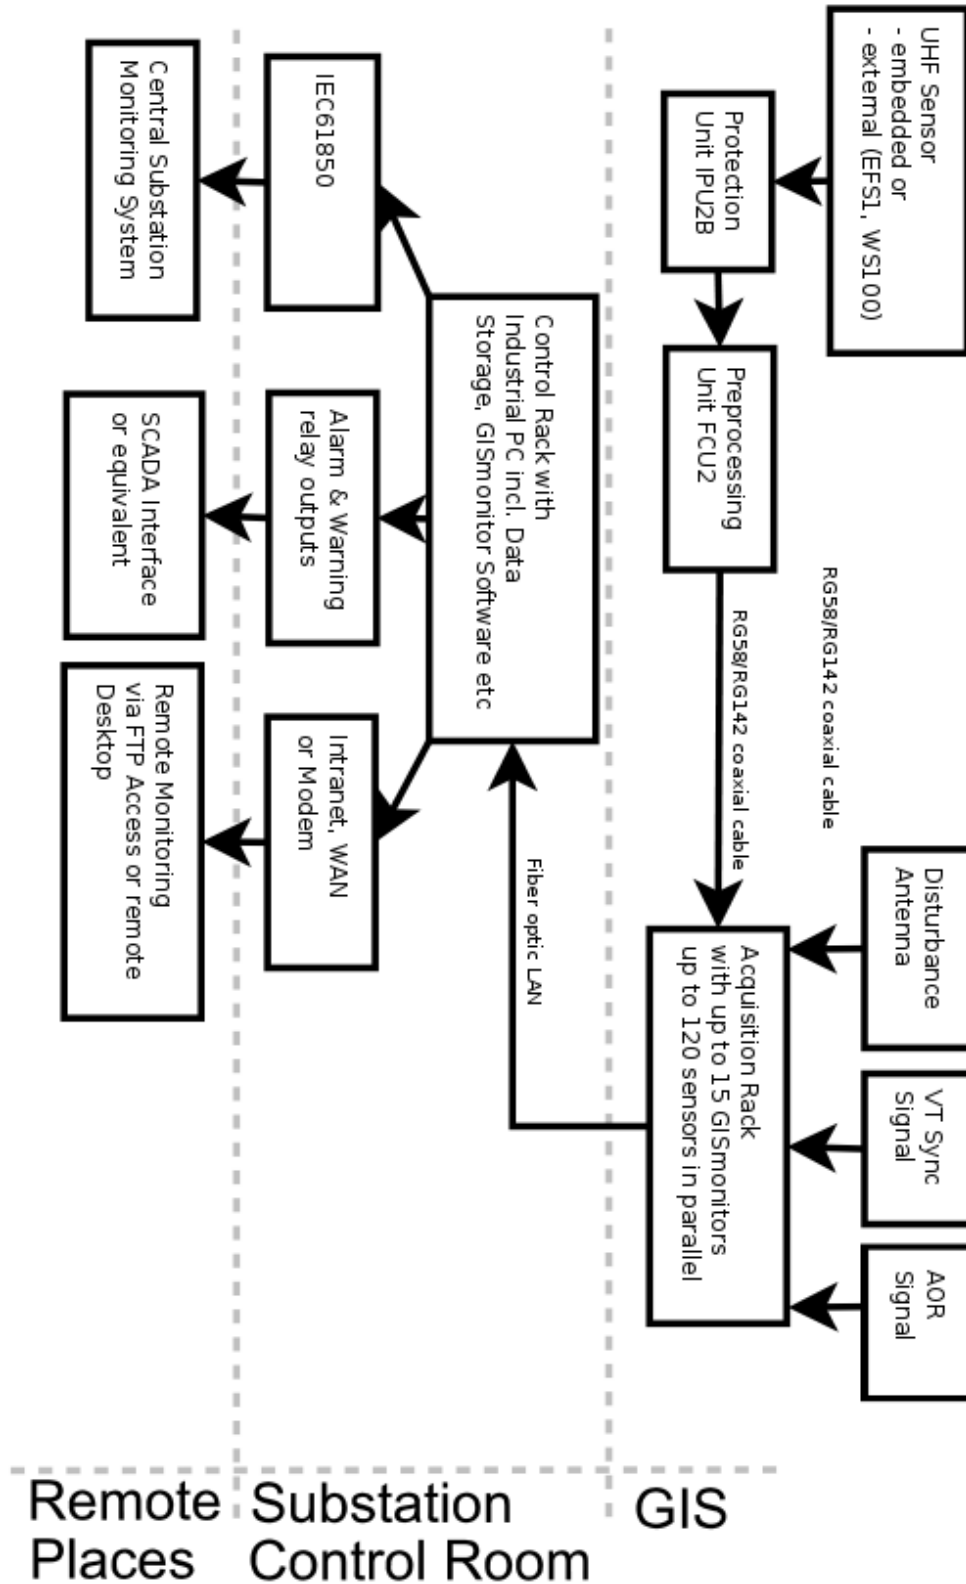 UHF Sensor
- embedded or
- external (EFS1, WS100)
Protection
Unit IPU2B
Preprocessing
Unit FCU2
RG58/RG142 coaxial cable
RG58/RG142 coaxial cable
Disturbance
Antenna
VT Sync
Signal
AOR
Signal
Acquisition Rack
with up to 15 GISmonitors
up to 120 sensors in parallel
Fiber optic LAN
Control Rack with
Industrial PC incl. Data
Storage, GISmonitor Software etc
IEC61850
Alarm & Warning
relay outputs
Intranet, WAN
or Modem
Central Substation
Monitoring System
SCADA Interface
or equivalent
Remote Monitoring
via FTP Access or remote
Desktop
Remote
Places
Substation
Control Room
GIS